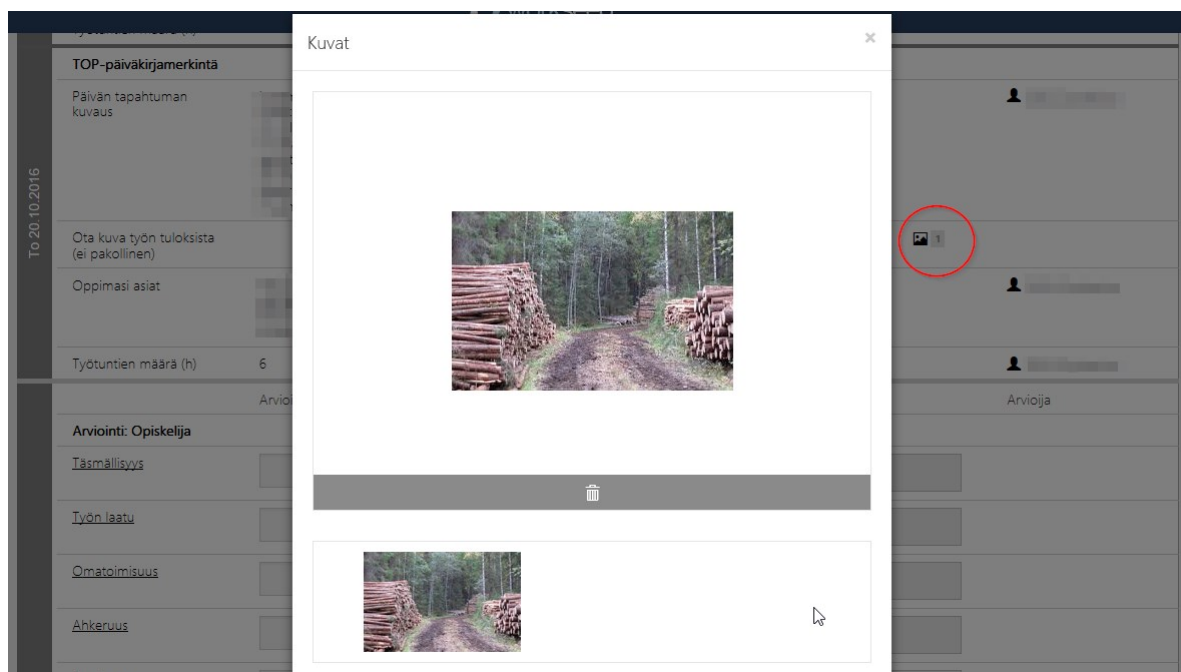 Kuvat
×
TOP-päiväkirjamerkintä
Päivän tapahtuman
kuvaus
To 20.10.2016
Ota kuva työn tuloksista
(ei pakollinen)
1
Oppimasi asiat
Työtuntien määrä (h)
6
Arvioija
Arviointi: Opiskelija
Täsmällisyys
Työn laatu
Omatoimisuus
Ahkeruus